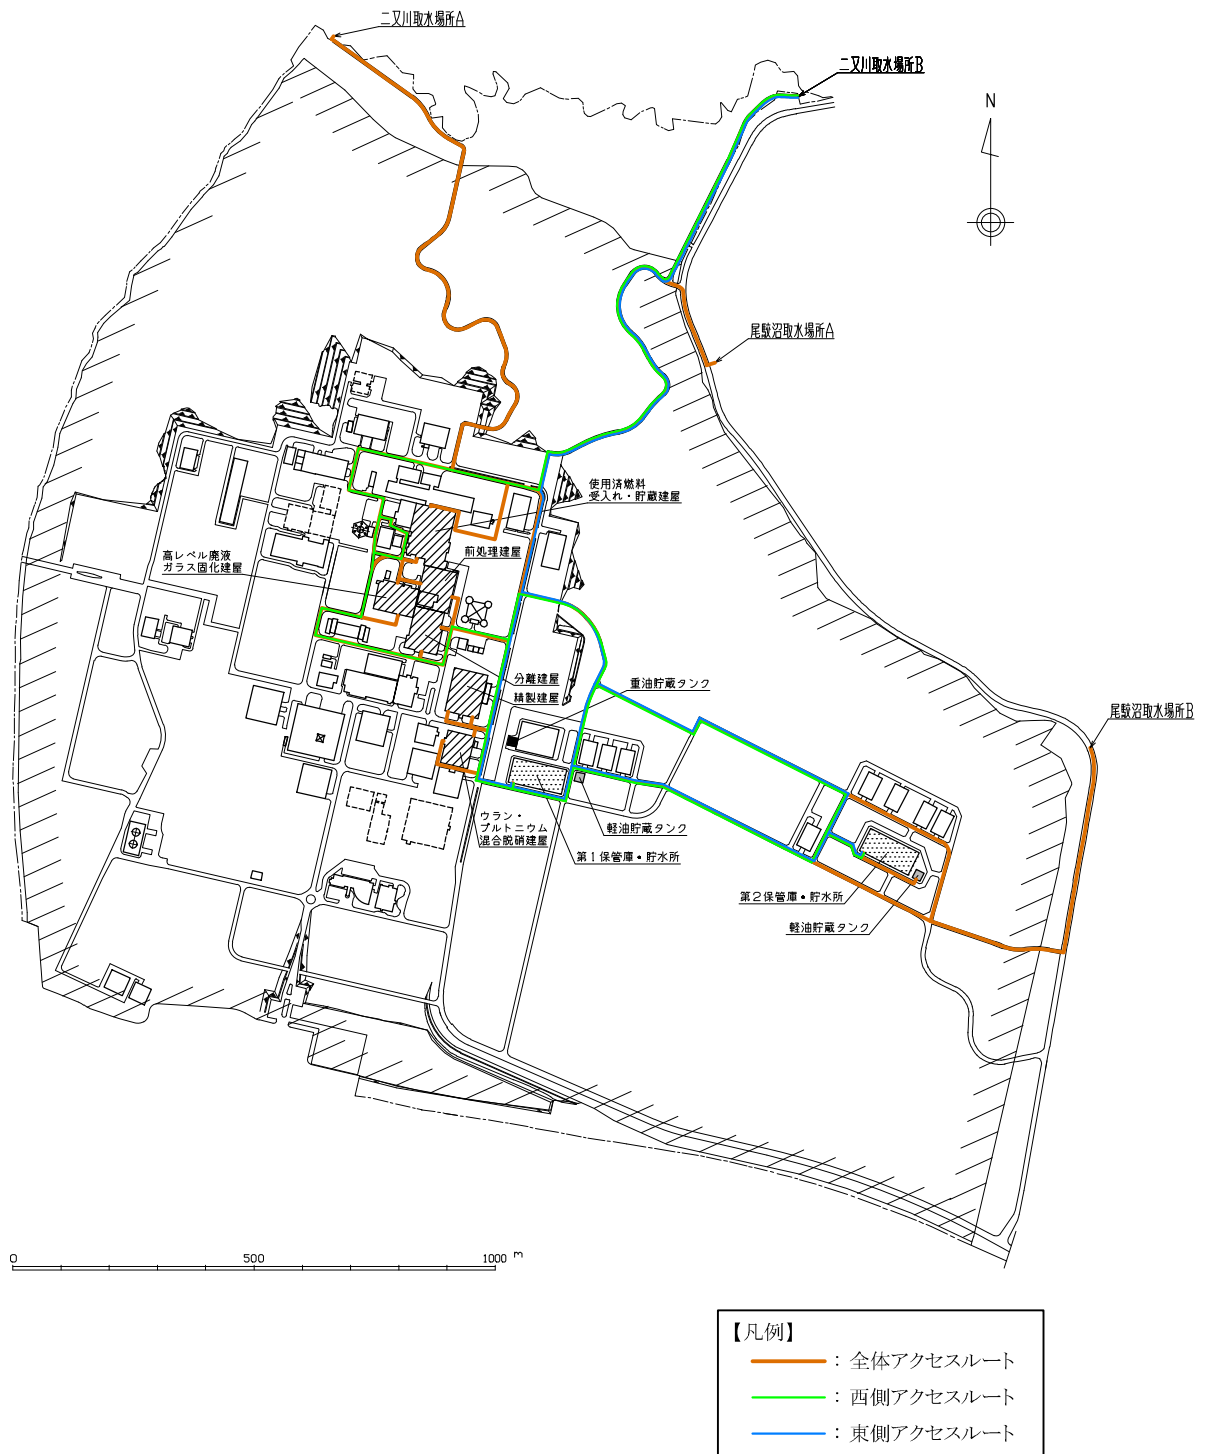 二又川取水場所A
二又川取水場所B
N
尾駮沼取水場所A
使用済燃料
受入れ・貯蔵建屋
高レベル廃液
ガラス固化建屋
前処理建屋
分離建屋
精製建屋
重油貯蔵タンク
尾駮沼取水場所B
ウラン・
プルトニウム
混合脱硝建屋
軽油貯蔵タンク
第1保管庫・貯水所
第2保管庫・貯水所
軽油貯蔵タンク
0 500 1000 m
【凡例】
：全体アクセスルート
：西側アクセスルート
：東側アクセスルート